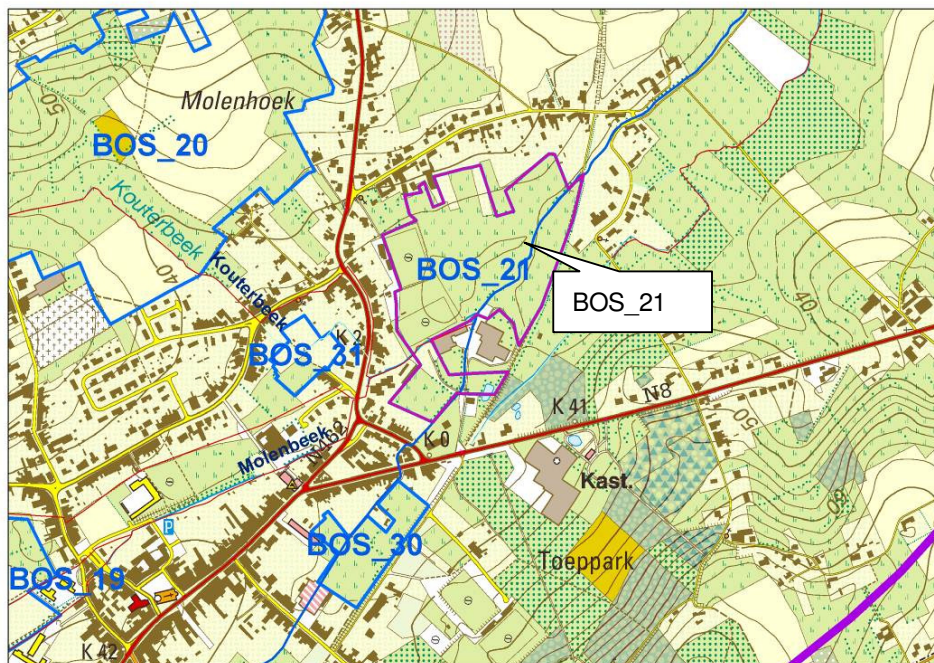 Molenhoek
50
BOS_20
Kouterbeek
Kouterbeek
40
BOS_21
BOS_21
K 2
BOS_31
40
N8
K 41
50
K 0
N462
Molenbeek
Kast.
P
BOS_30
Toeppark
BOS_19
K 42